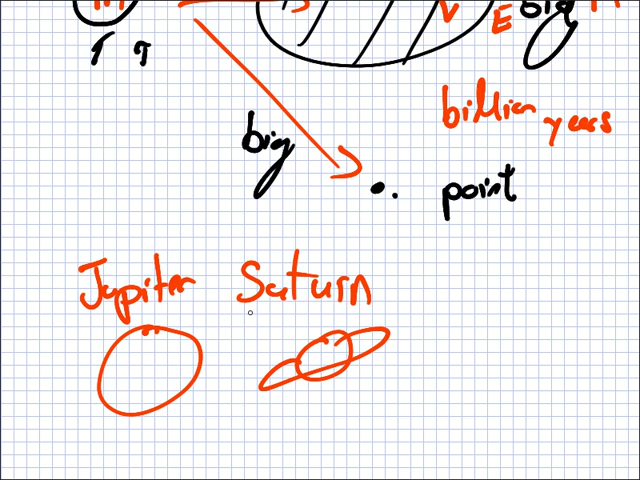 V E big
billion years
big
point
Jupiter Saturn